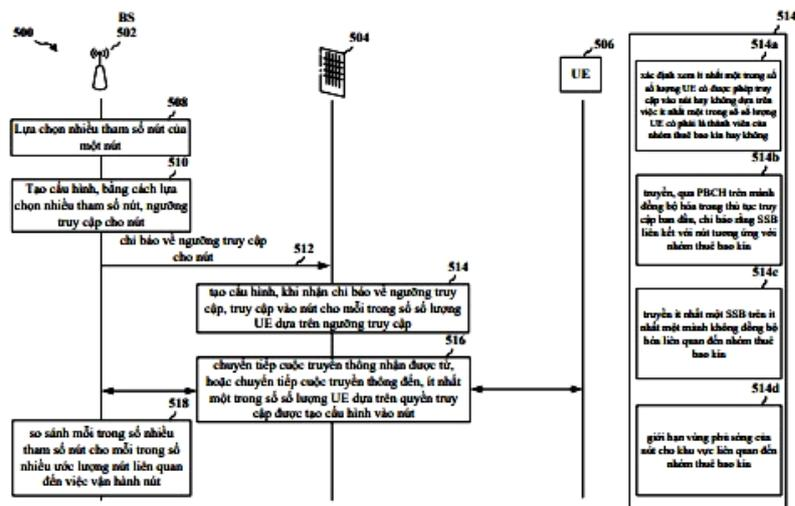 BS
502
500
504
506
UE
508
Lựa chọn nhiều tham số nút của
một nút
510
Tạo cấu hình, bằng cách lựa
chọn nhiều tham số nút, ngưỡng
truy cập cho nút
chỉ báo về ngưỡng truy cập
cho nút
512
514
tạo cấu hình, khi nhận chỉ báo về ngưỡng truy
cập, truy cập vào nút cho mỗi trong số số lượng
UE dựa trên ngưỡng truy cập
516
chuyển tiếp cuộc truyền thông nhận được từ,
hoặc chuyển tiếp cuộc truyền thông đến, ít nhất
một trong số số lượng UE dựa trên quyền truy
cập được tạo cấu hình vào nút
518
so sánh mỗi trong số nhiều
tham số nút cho mỗi trong số
nhiều ước lượng nút liên quan
đến việc vận hành nút
514
514a
xác định xem ít nhất một trong số
số lượng UE có được phép truy
cập vào nút hay không dựa trên
việc ít nhất một trong số số lượng
UE có phải là thành viên của
nhóm thuê bao kín hay không
514b
truyền, qua PBCH trên mành
đồng bộ hóa trong thủ tục truy
cập ban đầu, chỉ báo rằng SSB
liên kết với nút tương ứng với
nhóm thuê bao kín
514c
truyền ít nhất một SSB trên ít
nhất một mành không đồng bộ
hóa liên quan đến nhóm thuê
bao kín
514d
giới hạn vùng phủ sóng của
nút cho khu vực liên quan đến
nhóm thuê bao kín